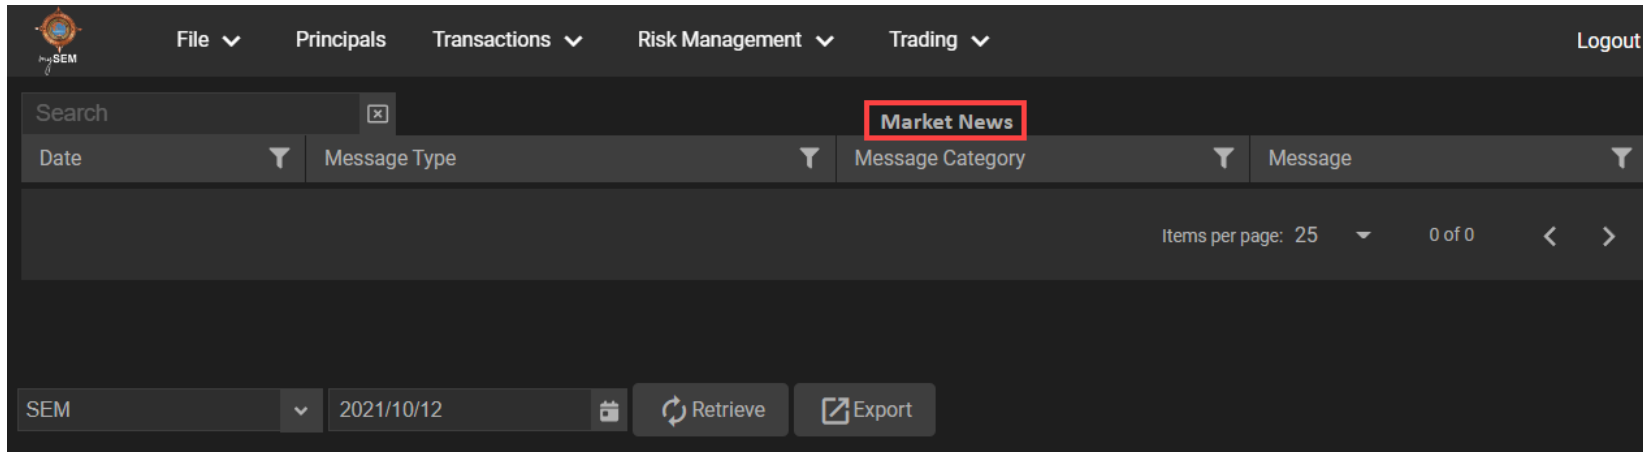 mySEM
File
Principals
Transactions
Risk Management
Trading
Logout
Search
Market News
Date
Message Type
Message Category
Message
Items per page: 25
0 of 0
SEM
2021/10/12
Retrieve
Export